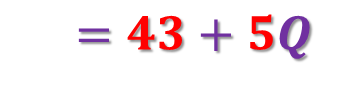 = 43 + 5Q